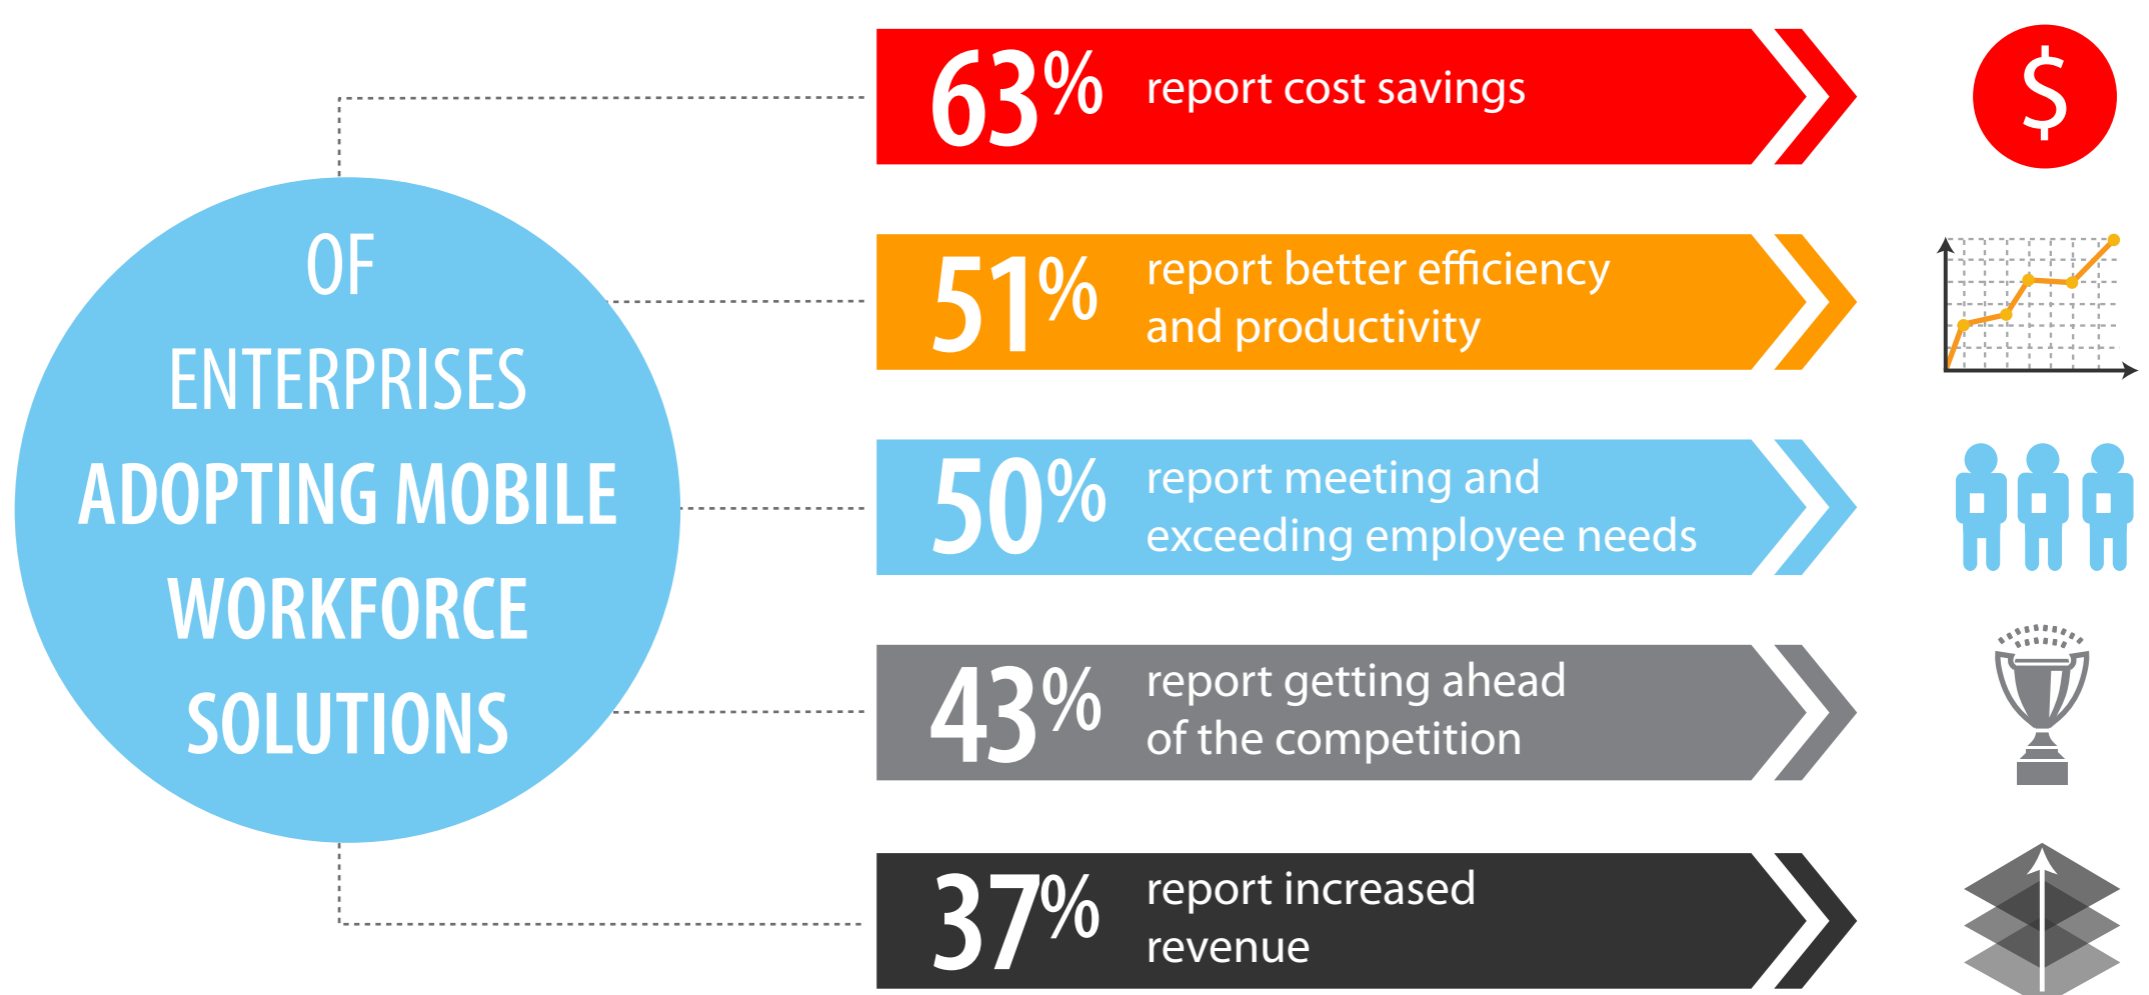 OF
ENTERPRISES
ADOPTING MOBILE
WORKFORCE
SOLUTIONS
63% report cost savings
$
51% report better efficiency
and productivity
50% report meeting and
exceeding employee needs
43% report getting ahead
of the competition
37% report increased
revenue